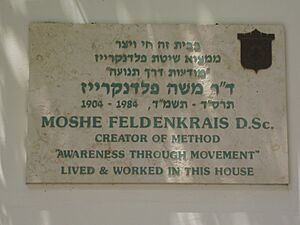 בבית זה חי ויצר
ממציא שיטת פלדנקרייז
"מודעות דרך תנועה"
ד"ר משה פלדנקרייז
תרס"ד - תשמ"ד, 1984 - 1904
MOSHE FELDENKRAIS D.Sc.
CREATOR OF METHOD
"AWARENESS THROUGH MOVEMENT"
LIVED & WORKED IN THIS HOUSE